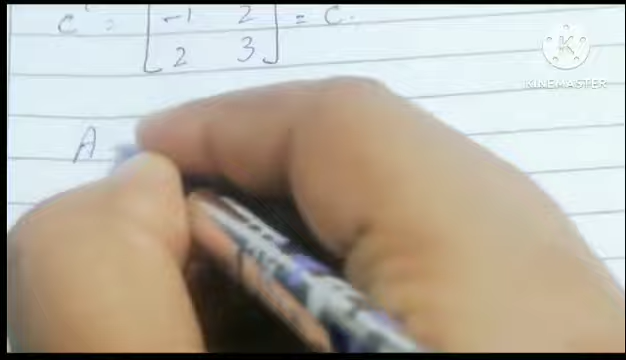 C' = [-1 2
2 3] = C.
A
KINEMASTER